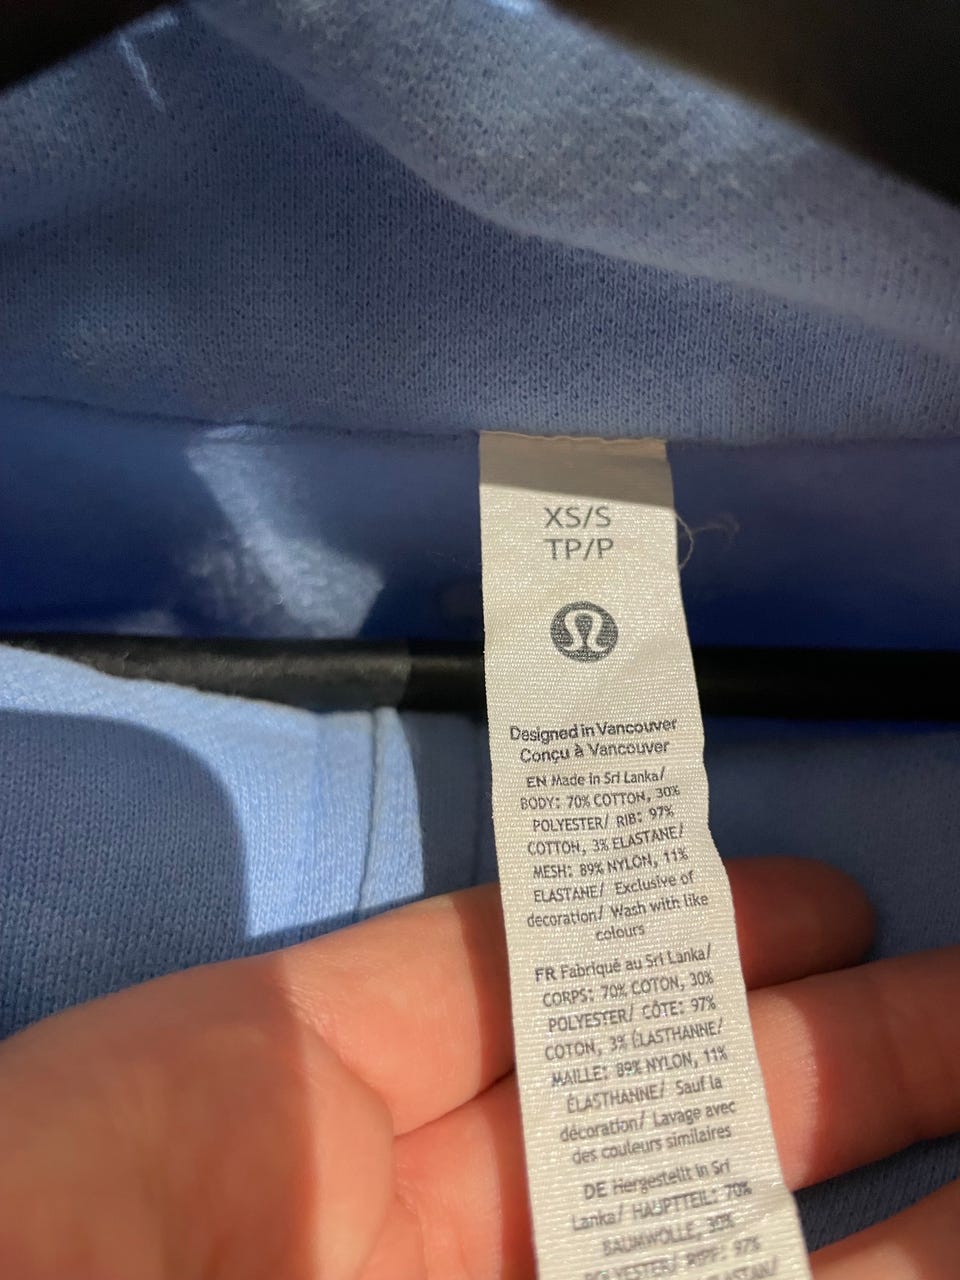 XS/S
TP/P
Designed in Vancouver
Conçu à Vancouver
EN Made in Sri Lanka/
BODY: 70% COTTON, 30%
POLYESTER/ RIB: 97%
COTTON, 3% ELASTANE/
MESH: 89% NYLON, 11%
ELASTANE/ Exclusive of
decoration/ Wash with like
colours
FR Fabriqué au Sri Lanka/
CORPS: 70% COTON, 30%
POLYESTER/ CÔTE: 97%
COTON, 3% ÉLASTHANNE/
MAILLE: 89% NYLON, 11%
ÉLASTHANNE/ Sauf la
décoration/ Lavage avec
des couleurs similaires
DE Hergestellt in Sri
Lanka/ HAUPTTEIL: 70%
BAUMWOLLE, 30%
POLYESTER/ RIPP: 97%